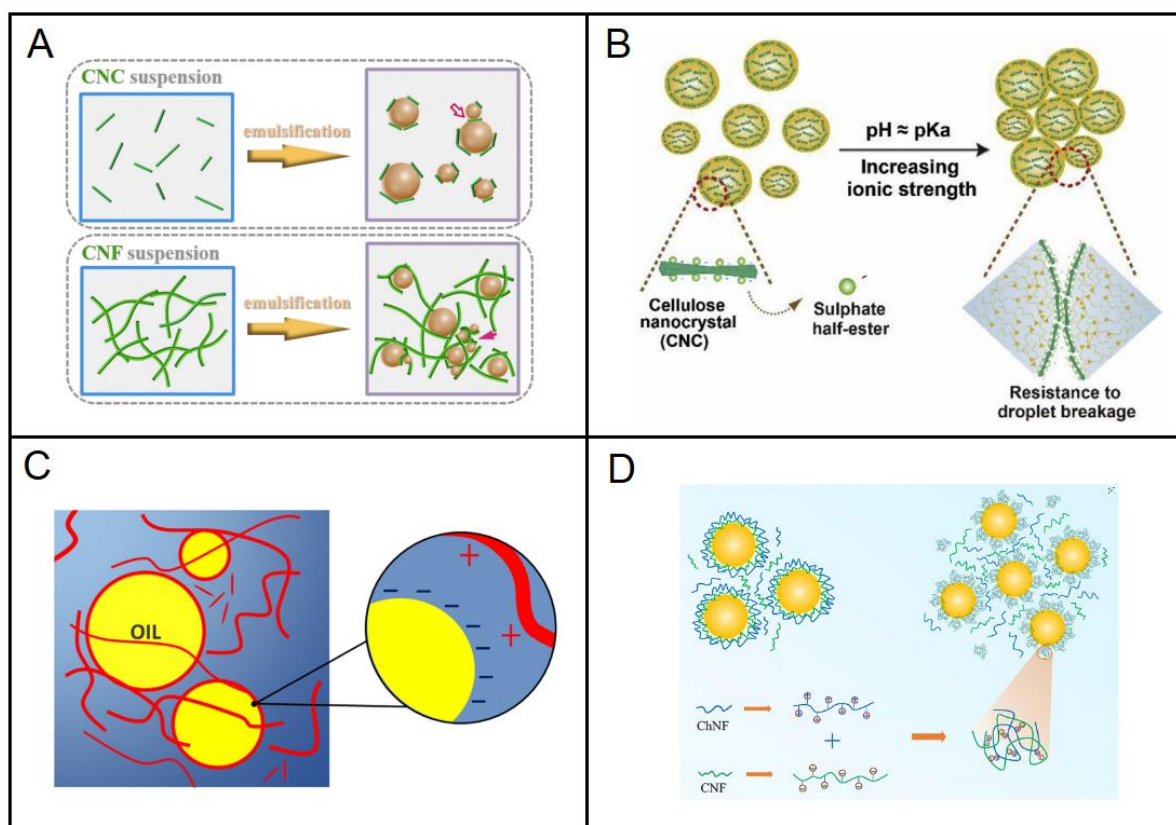 A
CNC suspension
emulsification
CNF suspension
emulsification
B
pH ≈ pKa
Increasing
ionic strength
Cellulose
nanocrystal
(CNC)
Sulphate
half-ester
Resistance to
droplet breakage
C
OIL
+
+
D
ChNF
+
CNF